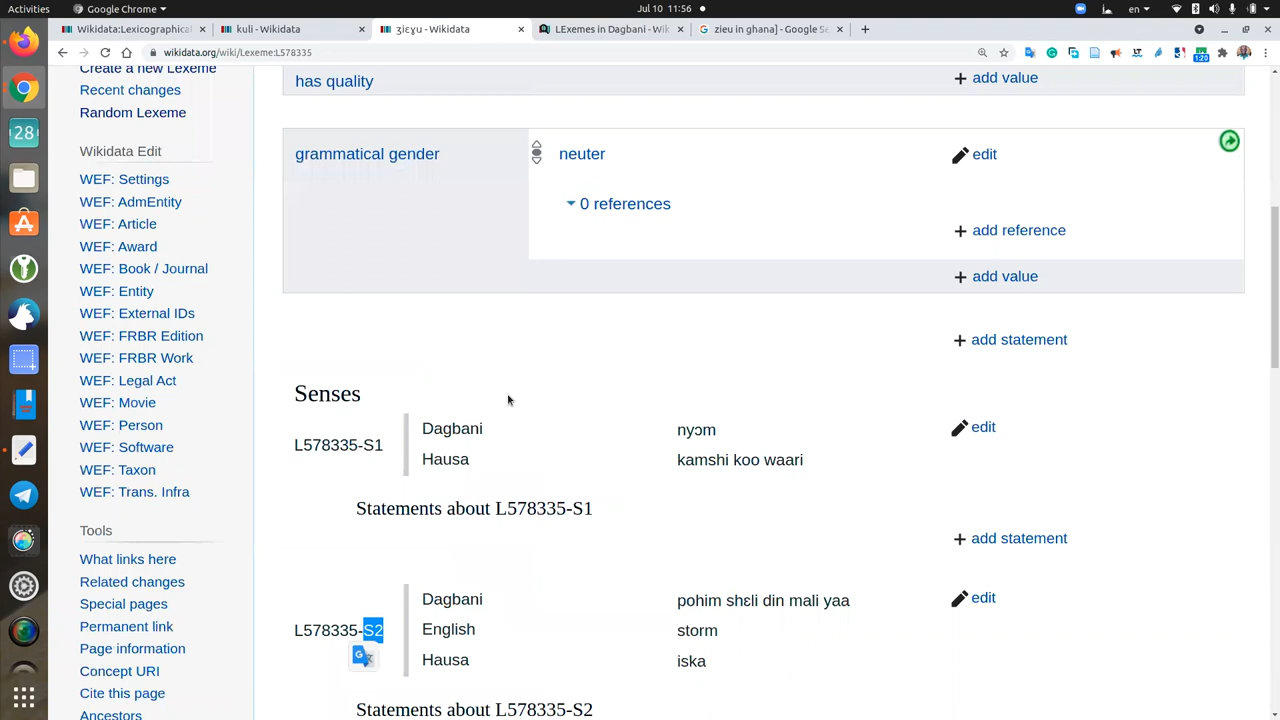 Activities
Google Chrome
Jul 10 11:56
en
Wikidata:Lexicographical
kuli - Wikidata
ʒiɛɣu - Wikidata
LExemes in Dagbani - Wik
zieu in ghana] - Google Se
wikidata.org/wiki/Lexeme:L578335
1:20
28
Create a new Lexeme
Recent changes
Random Lexeme
Wikidata Edit
WEF: Settings
WEF: AdmEntity
WEF: Article
WEF: Award
WEF: Book / Journal
WEF: Entity
WEF: External IDs
WEF: FRBR Edition
WEF: FRBR Work
WEF: Legal Act
WEF: Movie
WEF: Person
WEF: Software
WEF: Taxon
WEF: Trans. Infra
Tools
What links here
Related changes
Special pages
Permanent link
Page information
Concept URI
Cite this page
Ancestors
has quality
+ add value
grammatical gender
neuter
edit
0 references
+ add reference
+ add value
+ add statement
Senses
L578335-S1
Dagbani
nyɔm
edit
Hausa
kamshi koo waari
Statements about L578335-S1
+ add statement
L578335-S2
Dagbani
pohim shɛli din mali yaa
edit
English
storm
Hausa
iska
Statements about L578335-S2